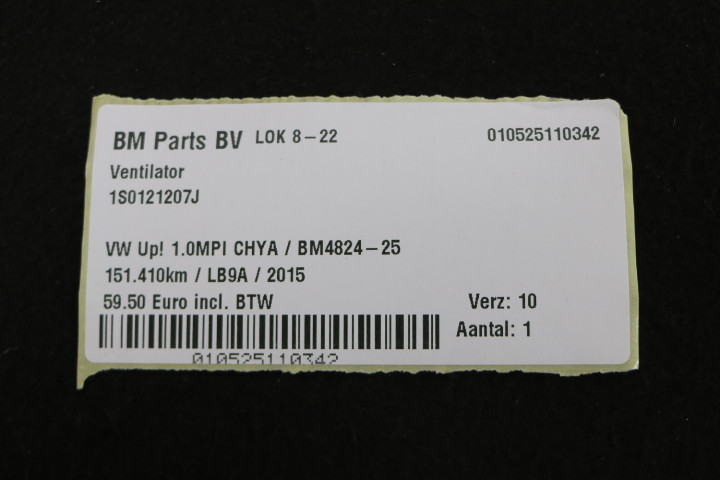 BM Parts BV LOK 8-22 010525110342
Ventilator
1S0121207J
VW Up! 1.0MPI CHYA / BM4824-25
151.410km / LB9A / 2015
59.50 Euro incl. BTW Verz: 10
Aantal: 1
010525110342